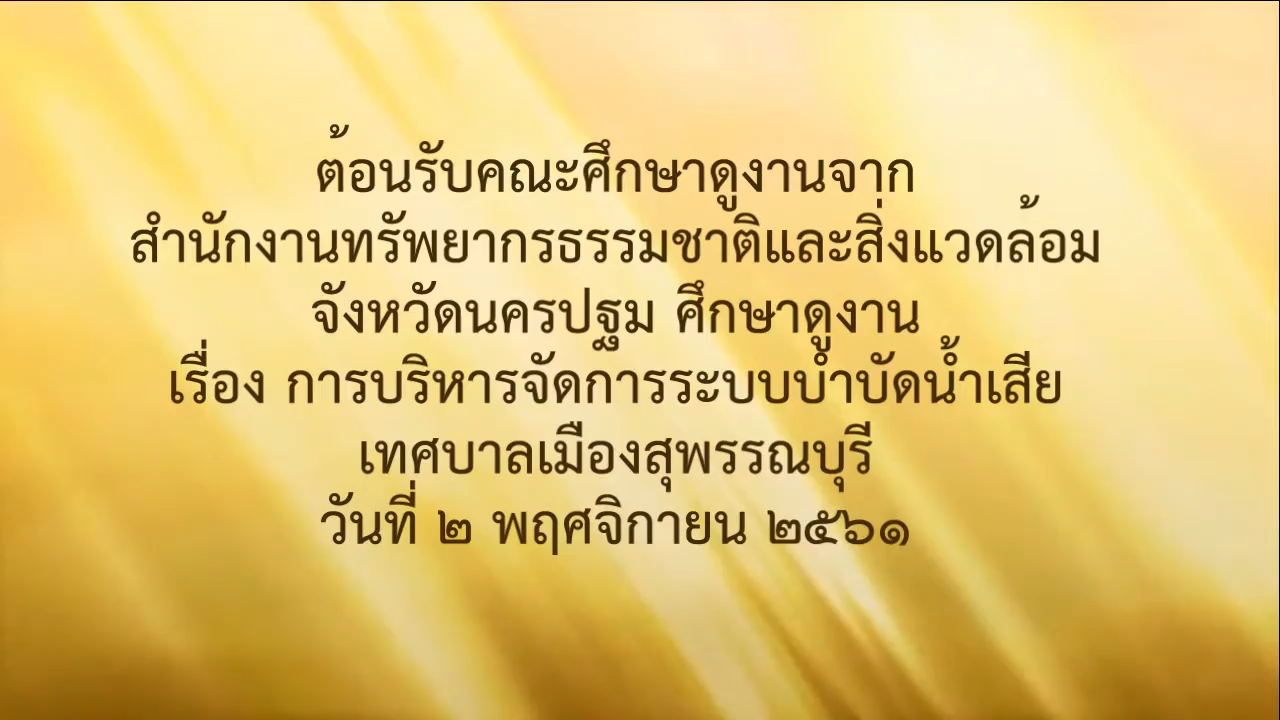 ต้อนรับคณะศึกษาดูงานจาก
สำนักงานทรัพยากรธรรมชาติและสิ่งแวดล้อม
จังหวัดนครปฐม ศึกษาดูงาน
เรื่อง การบริหารจัดการระบบบำบัดน้ำเสีย
เทศบาลเมืองสุพรรณบุรี
วันที่ ๒ พฤศจิกายน ๒๕๖๑